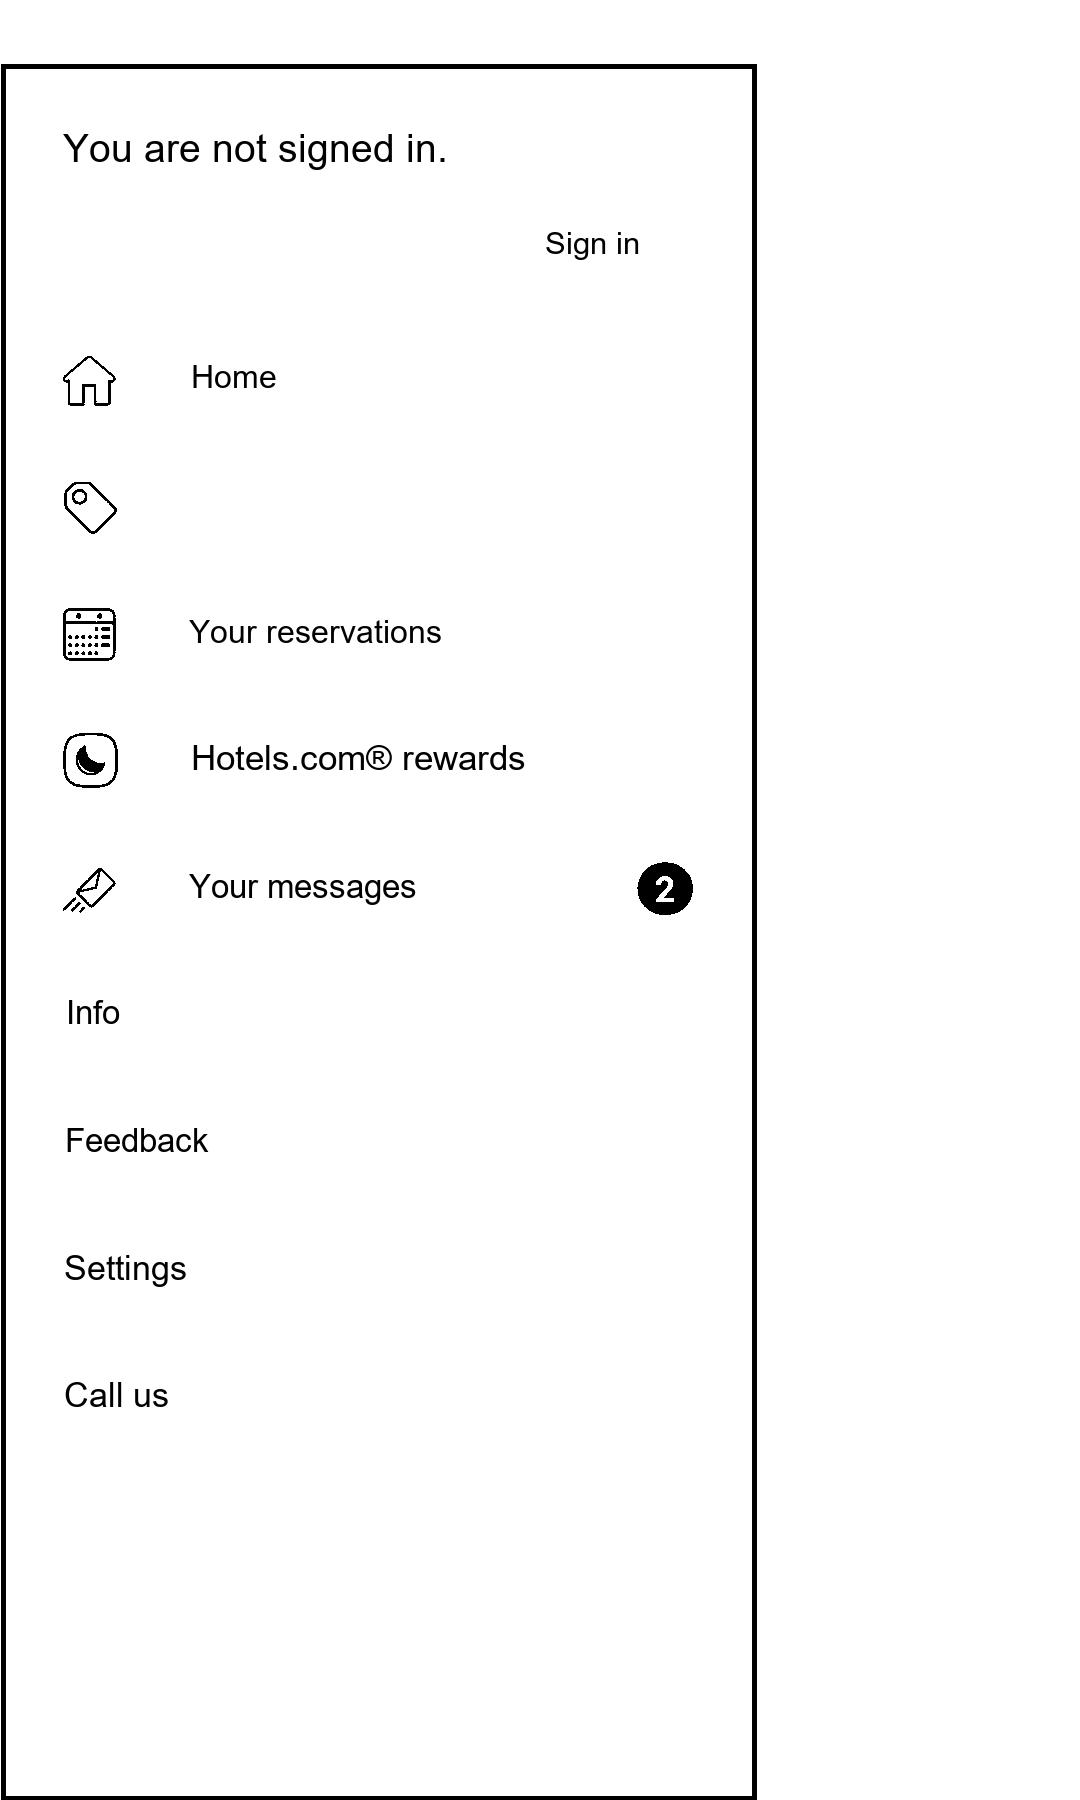 You are not signed in.
Sign in
Home
Your reservations
Hotels.com® rewards
Your messages
2
Info
Feedback
Settings
Call us